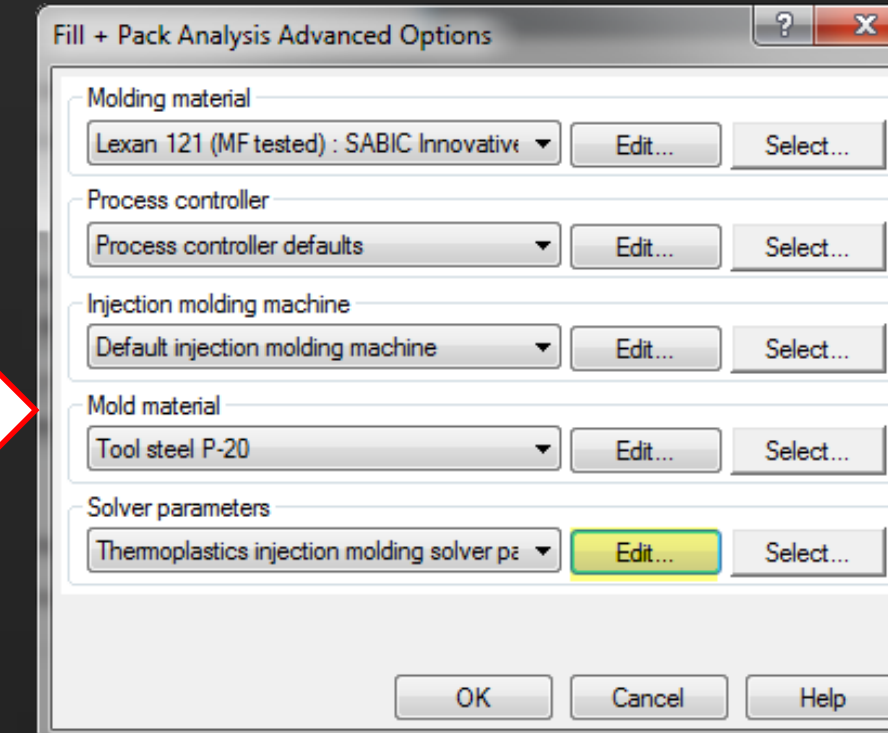 Fill + Pack Analysis Advanced Options
Molding material
Lexan 121 (MF tested) : SABIC Innovative Edit... Select...
Process controller
Process controller defaults Edit... Select...
Injection molding machine
Default injection molding machine Edit... Select...
Mold material
Tool steel P-20 Edit... Select...
Solver parameters
Thermoplastics injection molding solver pa Edit... Select...
OK Cancel Help